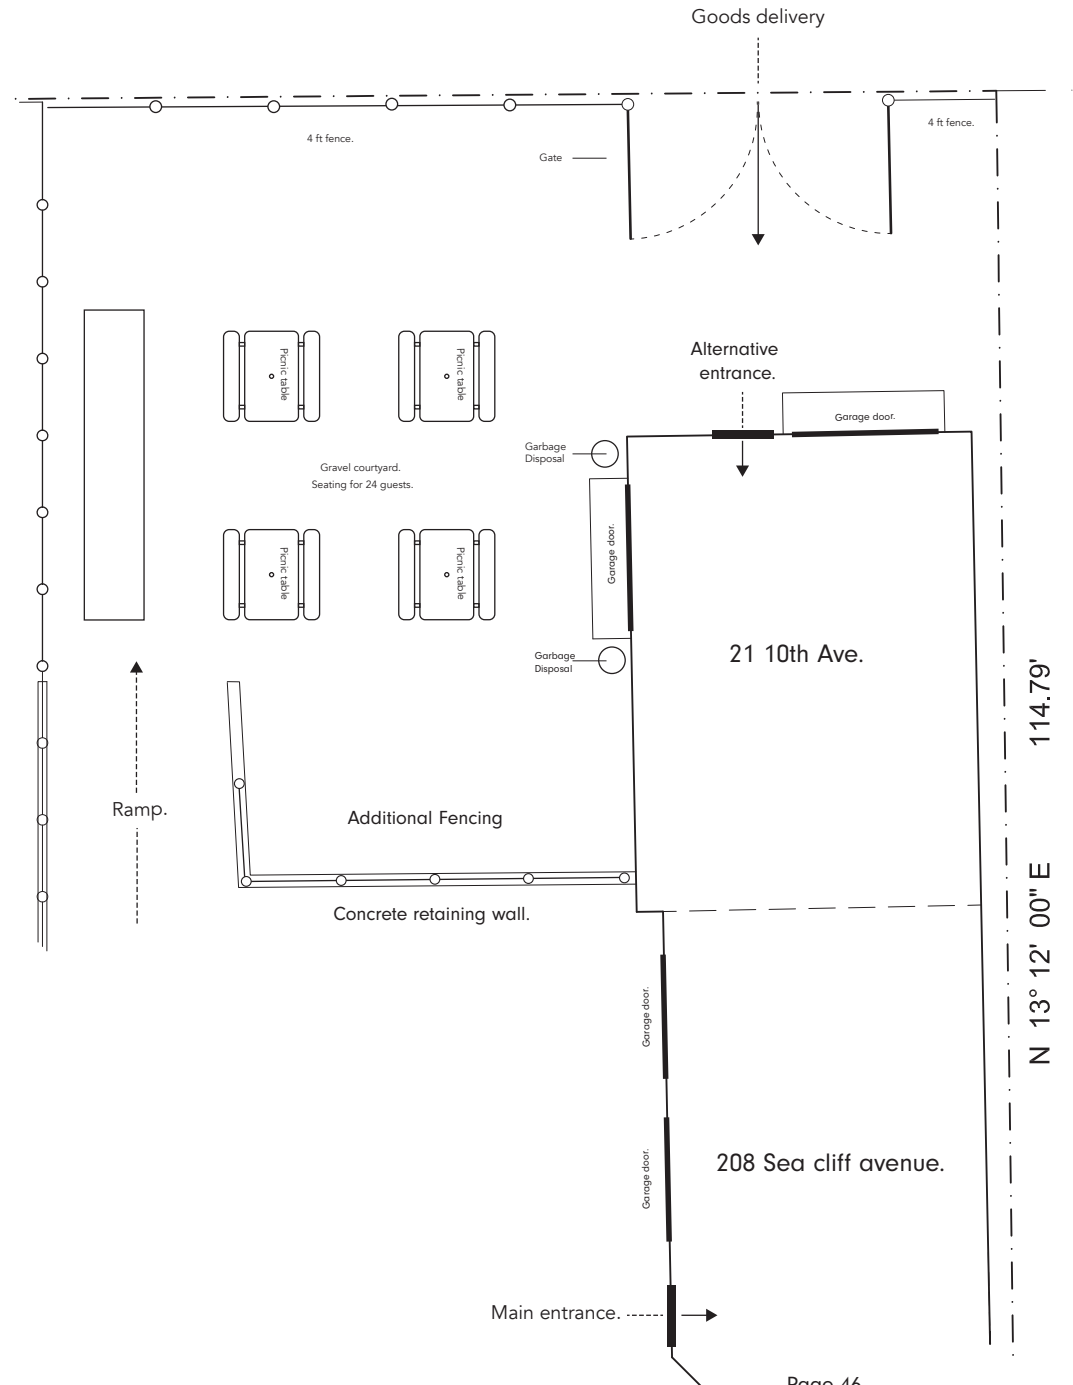 Goods delivery
4 ft fence.
4 ft fence.
Gate
Alternative
entrance.
Garage door.
Picnic table
Picnic table
Garbage
Disposal
Gravel courtyard.
Seating for 24 guests.
Garage door.
Picnic table
Picnic table
Garbage
Disposal
21 10th Ave.
114.79'
Ramp.
Additional Fencing
Concrete retaining wall.
N 13° 12' 00" E
Garage door.
Garage door.
208 Sea cliff avenue.
Main entrance.
Page 46